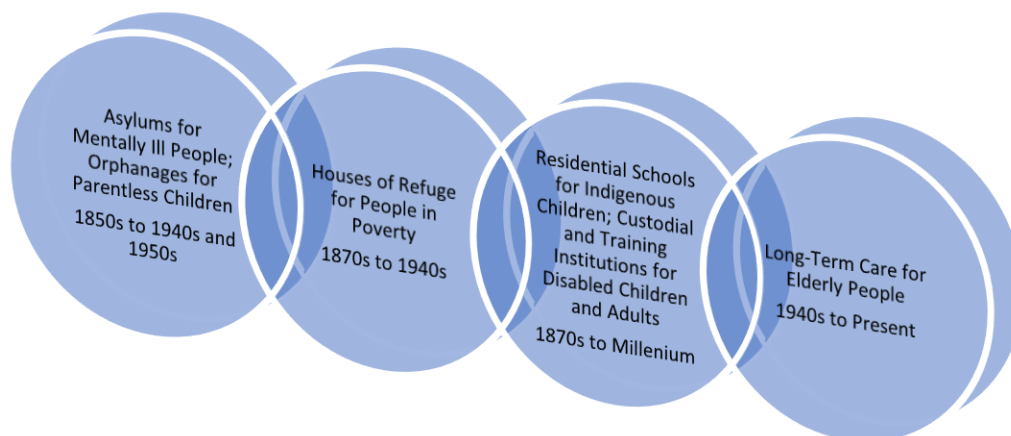 Asylums for
Mentally Ill People;
Orphanages for
Parentless Children
1850s to 1940s and
1950s
Houses of Refuge
for People in
Poverty
1870s to 1940s
Residential Schools
for Indigenous
Children; Custodial
and Training
Institutions for
Disabled Children
and Adults
1870s to Millenium
Long-Term Care for
Elderly People
1940s to Present